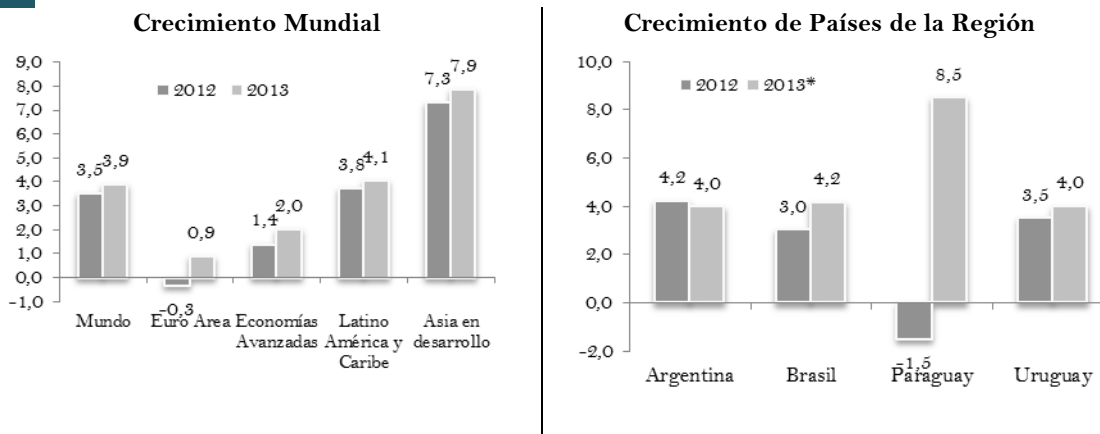 Crecimiento Mundial
9,0
8,0
7,0
6,0
5,0
4,0
3,0
2,0
1,0
0,0
-1,0
2012 2013
3,5
3,9
-0,3
0,9
1,4
2,0
3,8
4,1
7,3
7,9
Mundo
Euro Area
Economías
Avanzadas
Latino
América y
Caribe
Asia en
desarrollo
Crecimiento de Países de la Región
10,0
8,0
6,0
4,0
2,0
0,0
-2,0
2012 2013*
4,2
4,0
3,0
4,2
-1,5
8,5
3,5
4,0
Argentina
Brasil
Paraguay
Uruguay